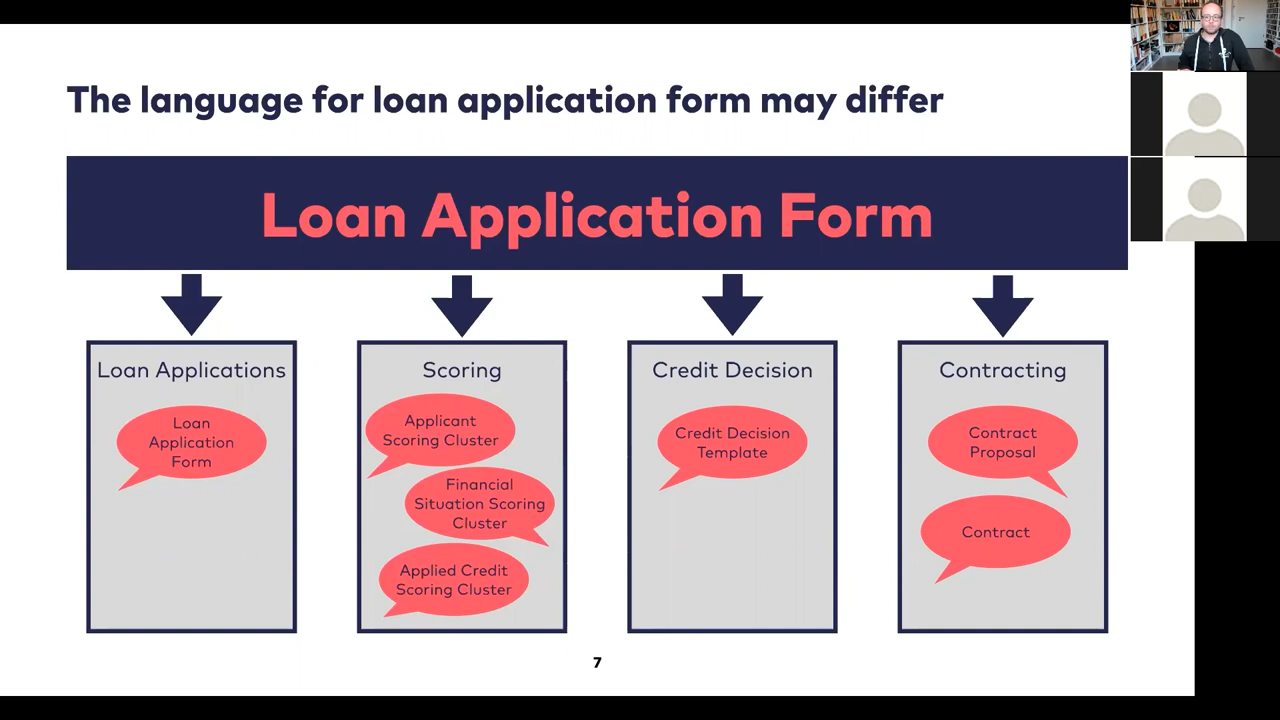 The language for loan application form may differ
Loan Application Form
Loan Applications
Loan
Application
Form
Scoring
Applicant
Scoring Cluster
Financial
Situation Scoring
Cluster
Applied Credit
Scoring Cluster
Credit Decision
Credit Decision
Template
Contracting
Contract
Proposal
Contract
7